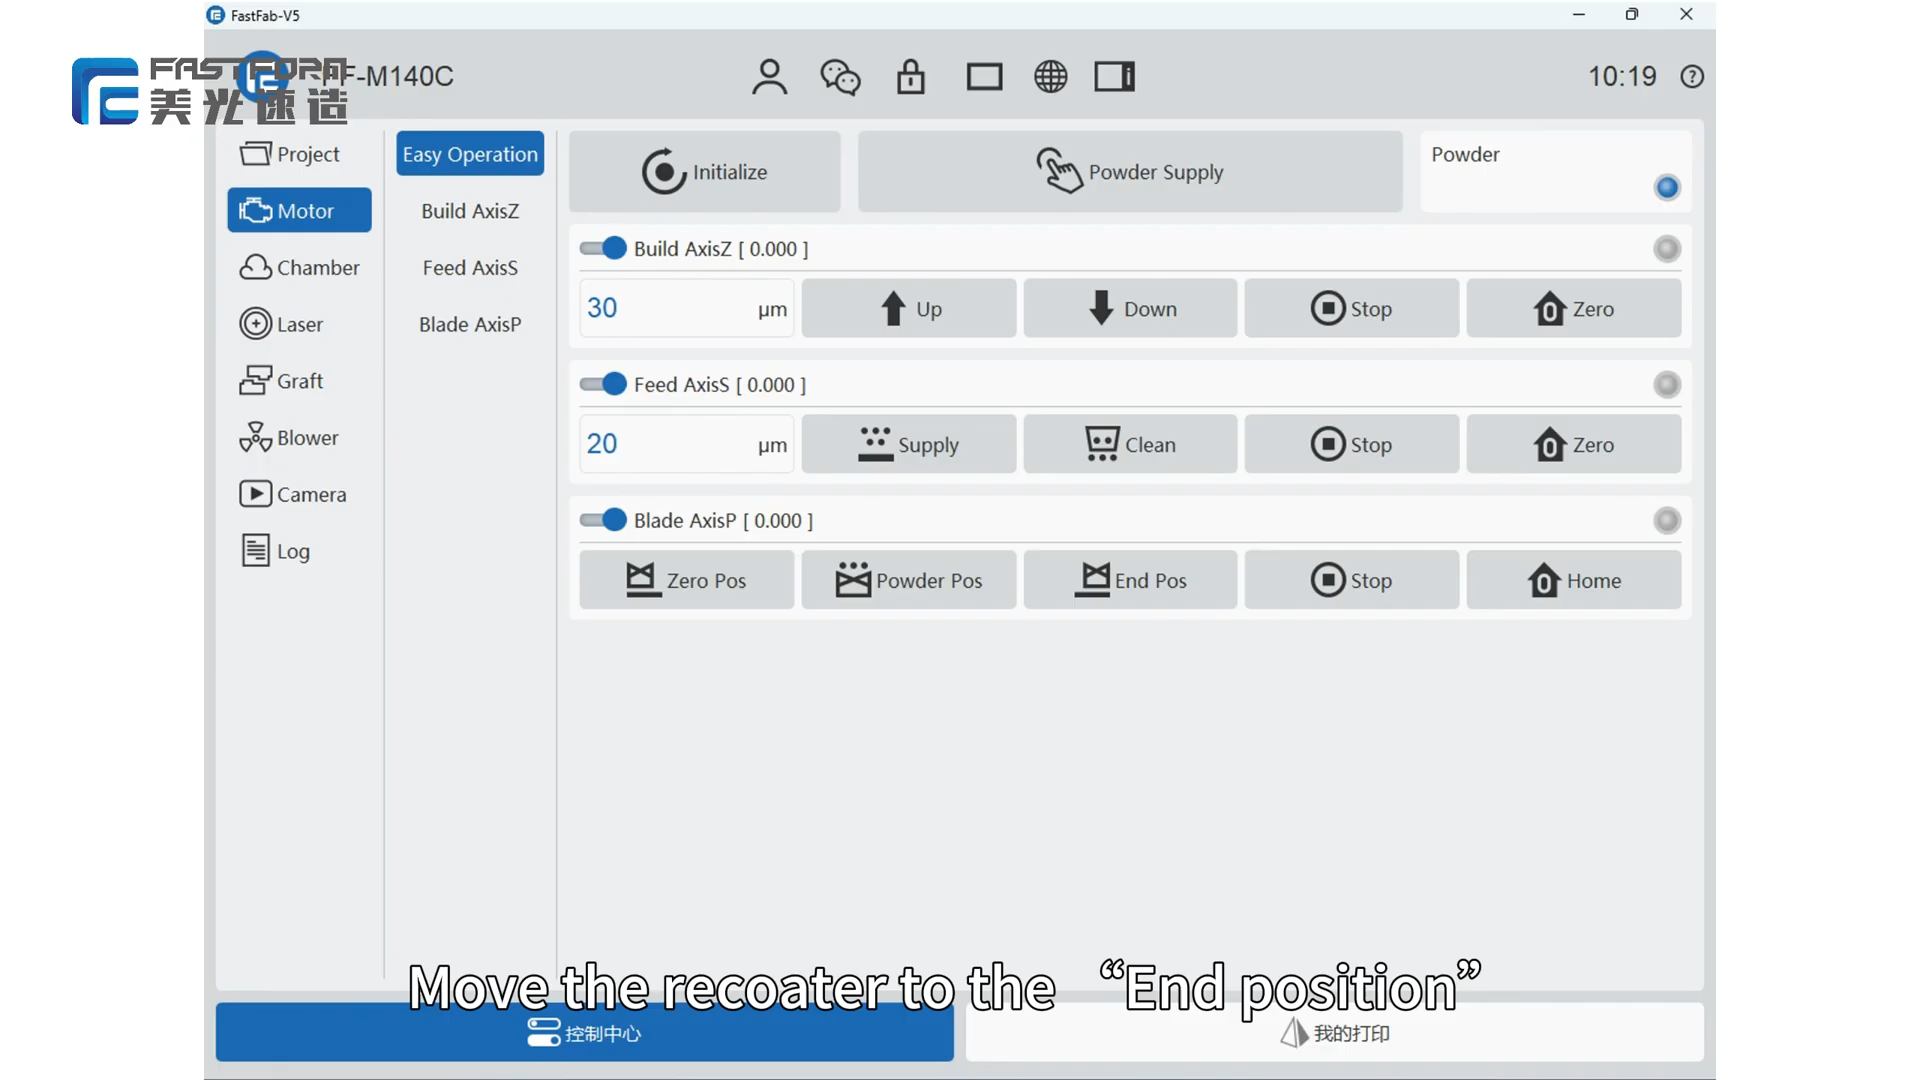 FastFab-V5
FASTFORM
美光速造
FF-M140C
10:19
Project
Motor
Chamber
Laser
Graft
Blower
Camera
Log
Easy Operation
Build AxisZ
Feed AxisS
Blade AxisP
Initialize
Powder Supply
Powder
Build AxisZ [ 0.000 ]
30 μm
Up
Down
Stop
Zero
Feed AxisS [ 0.000 ]
20 μm
Supply
Clean
Stop
Zero
Blade AxisP [ 0.000 ]
Zero Pos
Powder Pos
End Pos
Stop
Home
Move the recoater to the “End position”
控制中心
我的打印